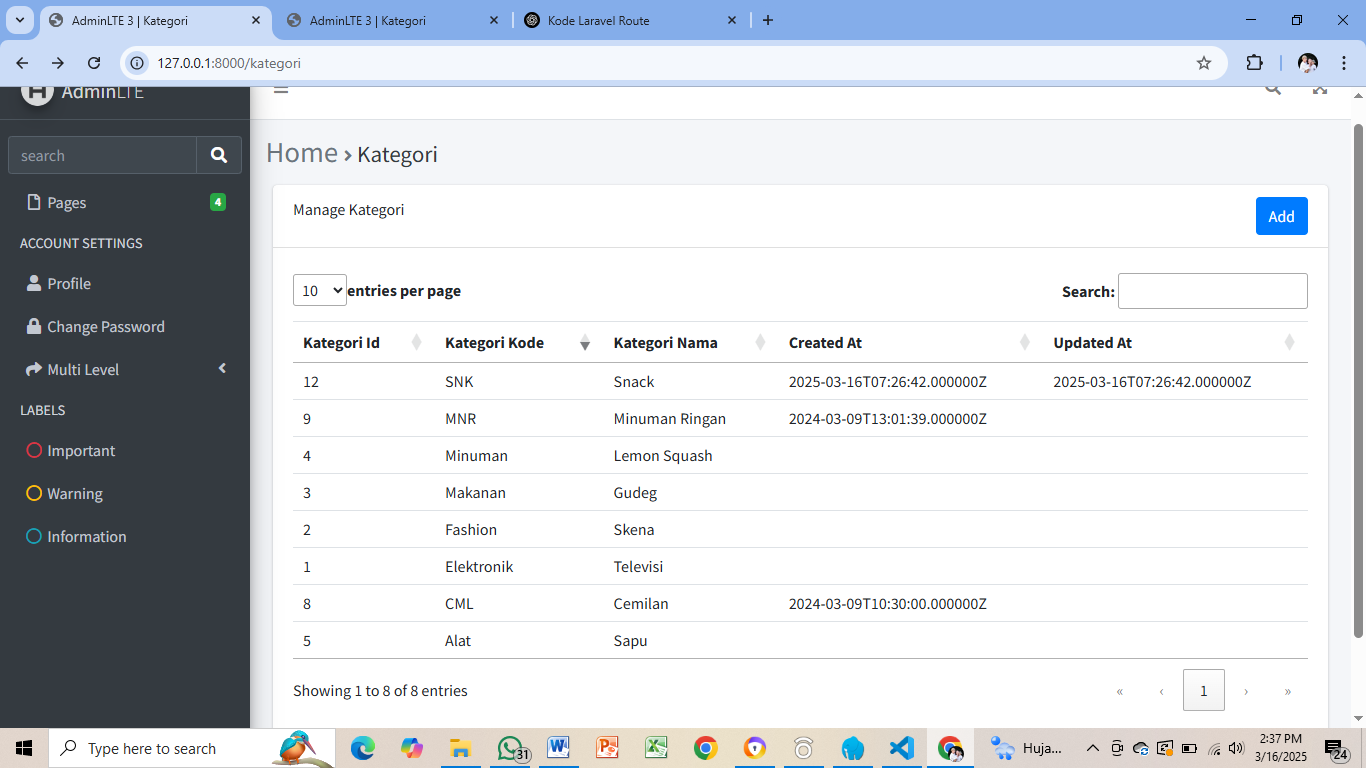 AdminLTE 3 | Kategori
AdminLTE 3 | Kategori
Kode Laravel Route
127.0.0.1:8000/kategori
AdminLTE
search
Pages
4
ACCOUNT SETTINGS
Profile
Change Password
Multi Level
LABELS
Important
Warning
Information
Home › Kategori
Manage Kategori
Add
10 entries per page
Search:
Kategori Id Kategori Kode Kategori Nama Created At Updated At
12 SNK Snack 2025-03-16T07:26:42.000000Z 2025-03-16T07:26:42.000000Z
9 MNR Minuman Ringan 2024-03-09T13:01:39.000000Z
4 Minuman Lemon Squash
3 Makanan Gudeg
2 Fashion Skena
1 Elektronik Televisi
8 CML Cemilan 2024-03-09T10:30:00.000000Z
5 Alat Sapu
Showing 1 to 8 of 8 entries
« ‹ 1 › »
Type here to search
31
Huja...
2:37 PM
3/16/2025
24